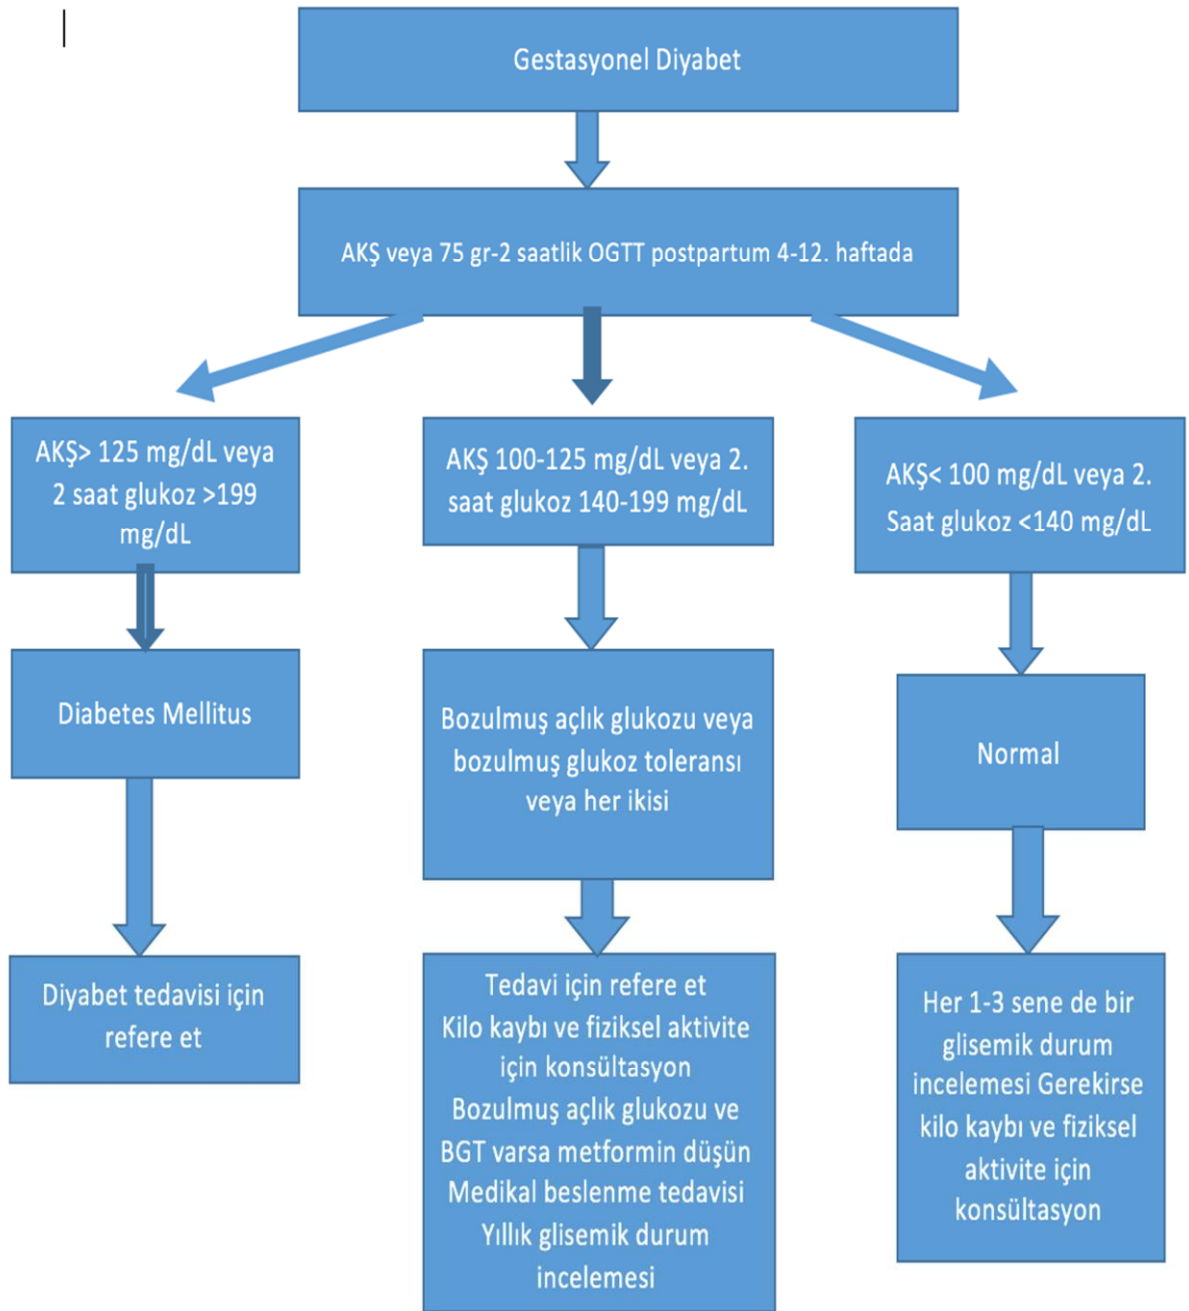 Gestasyonel Diyabet
AKŞ veya 75 gr-2 saatlik OGTT postpartum 4-12. haftada
AKŞ> 125 mg/dL veya
2 saat glukoz >199
mg/dL
AKŞ 100-125 mg/dL veya 2.
saat glukoz 140-199 mg/dL
AKŞ< 100 mg/dL veya 2.
Saat glukoz <140 mg/dL
Diabetes Mellitus
Bozulmuş açlık glukozu veya
bozulmuş glukoz toleransı
veya her ikisi
Normal
Diyabet tedavisi için
refere et
Tedavi için refere et
Kilo kaybı ve fiziksel aktivite
için konsültasyon
Bozulmuş açlık glukozu ve
BGT varsa metformin düşün
Medikal beslenme tedavisi
Yıllık glisemik durum
incelemesi
Her 1-3 sene de bir
glisemik durum
incelemesi Gerekirse
kilo kaybı ve fiziksel
aktivite için
konsültasyon